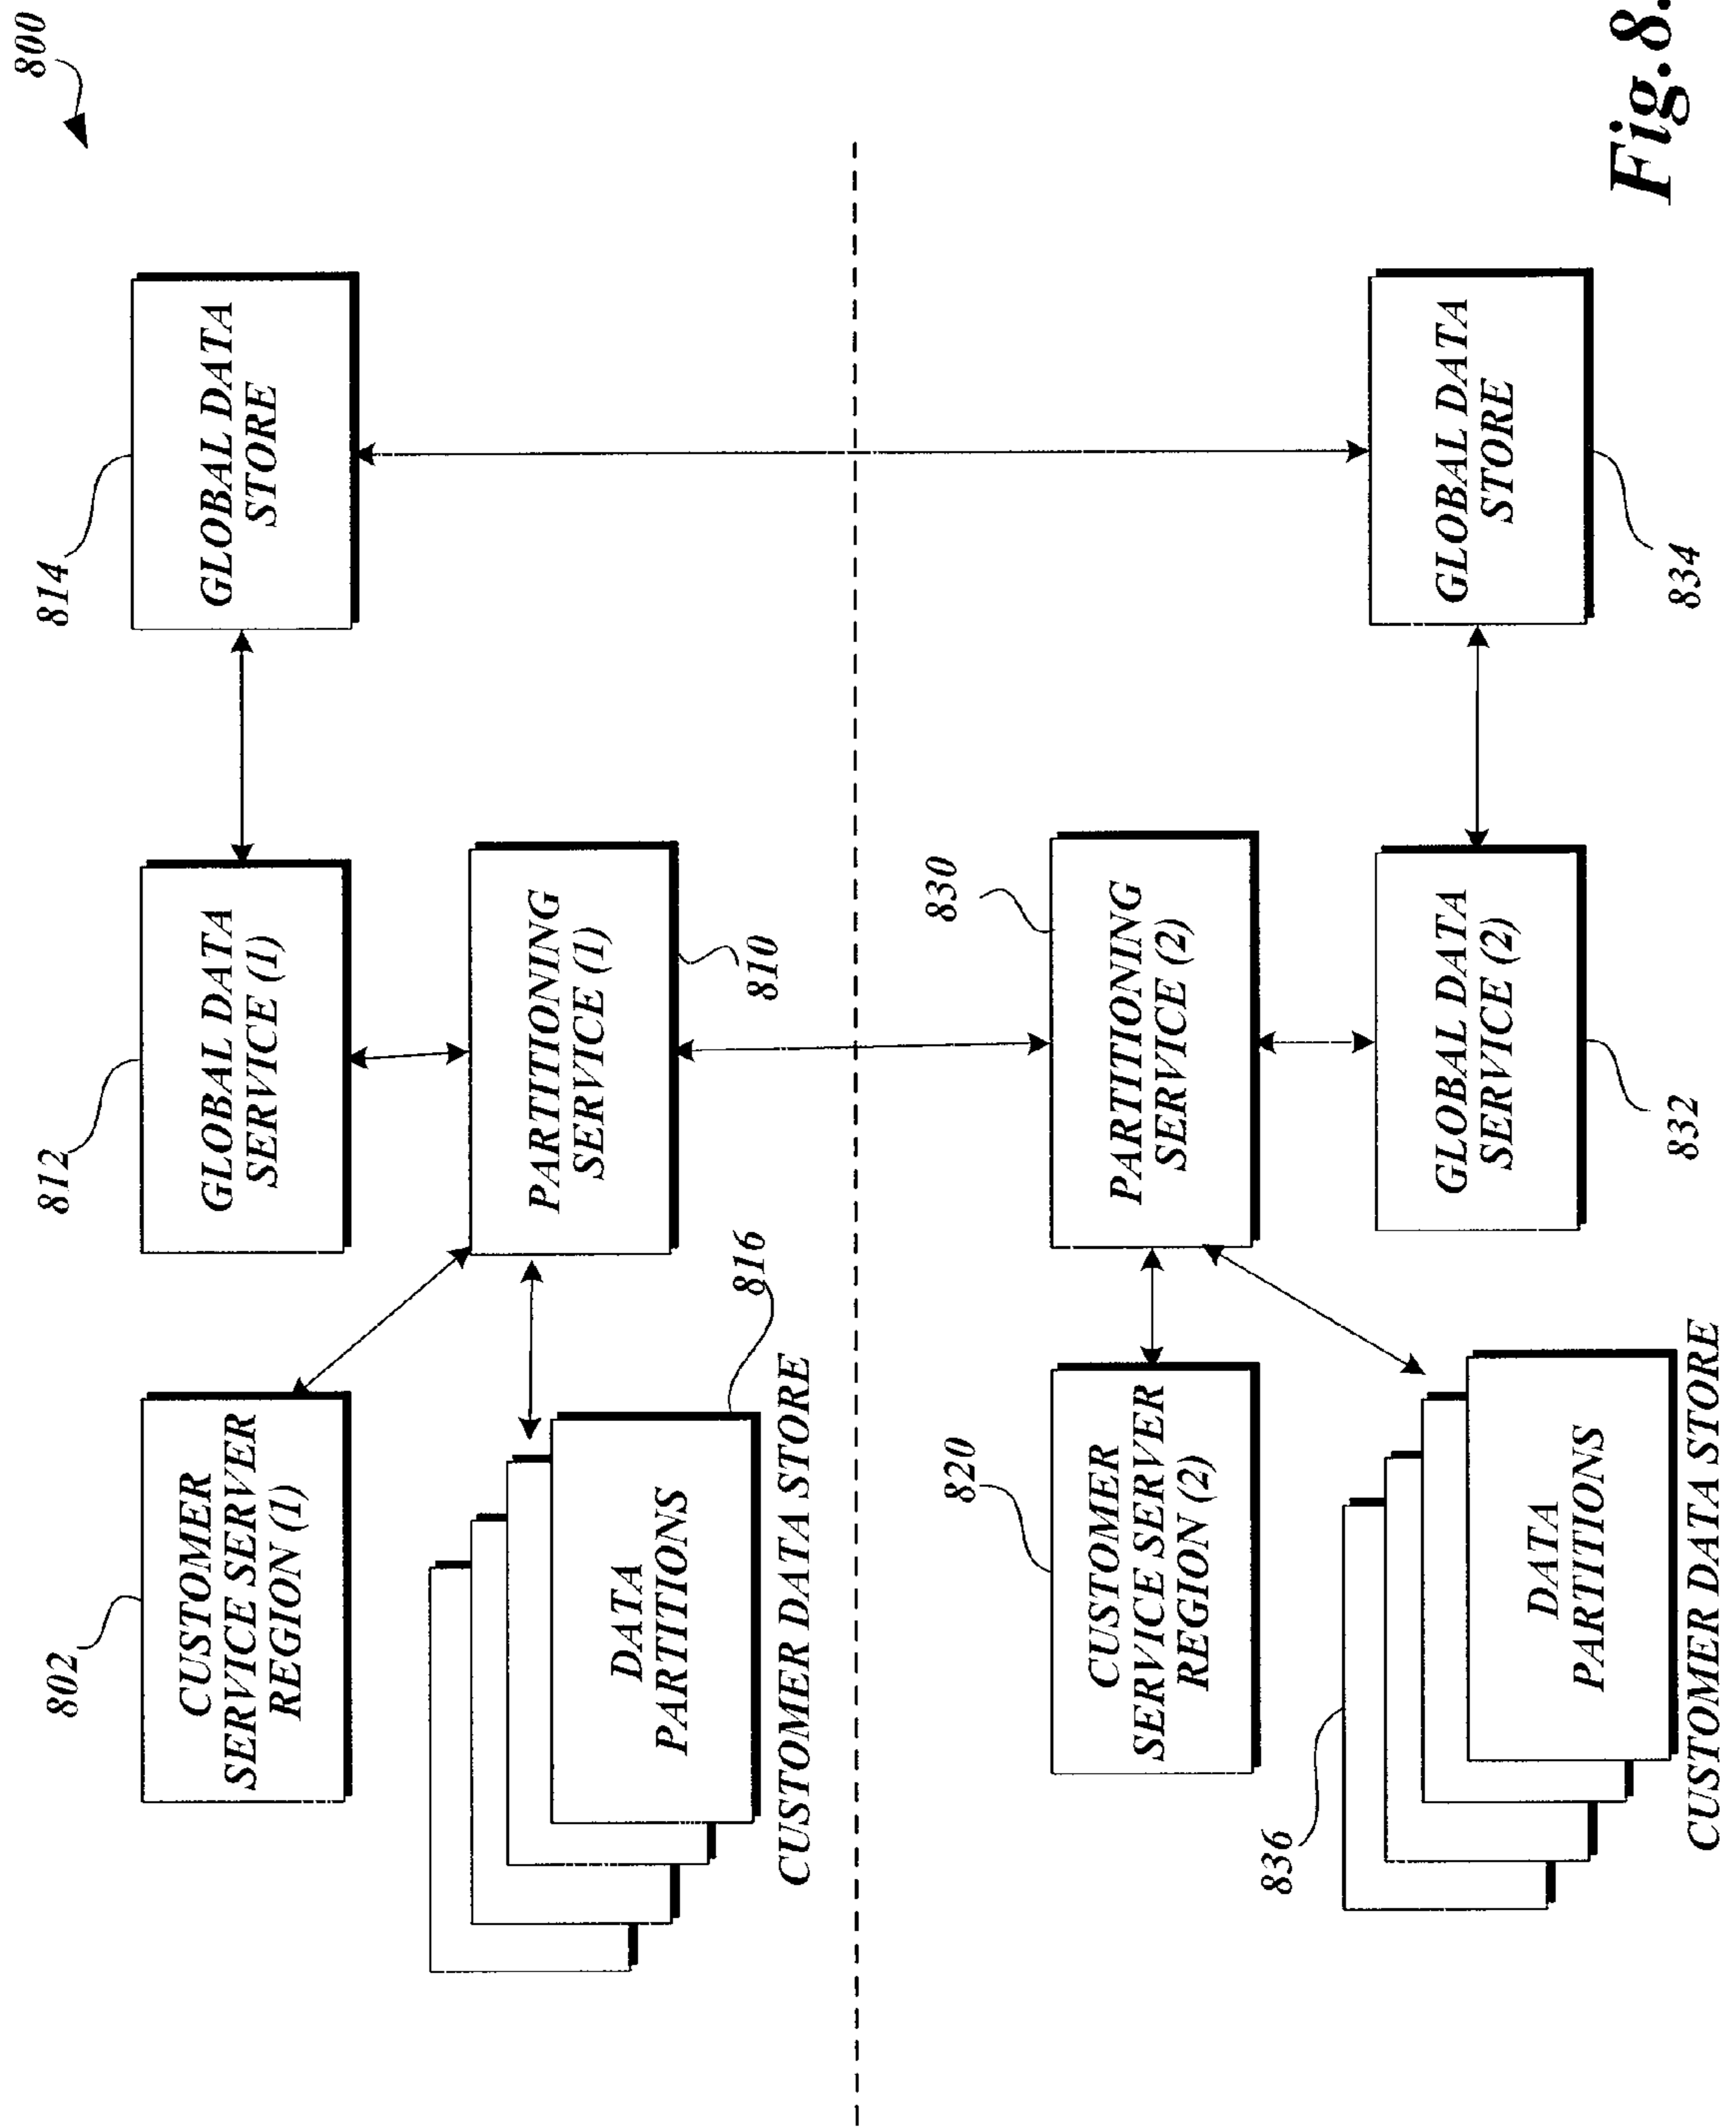 800
802
CUSTOMER
SERVICE SERVER
REGION (1)
812
GLOBAL DATA
SERVICE (1)
814
GLOBAL DATA
STORE
PARTITIONING
SERVICE (1)
810
816
DATA
PARTITIONS
CUSTOMER DATA STORE
820
CUSTOMER
SERVICE SERVER
REGION (2)
830
PARTITIONING
SERVICE (2)
836
DATA
PARTITIONS
CUSTOMER DATA STORE
GLOBAL DATA
SERVICE (2)
832
GLOBAL DATA
STORE
834
Fig.8.